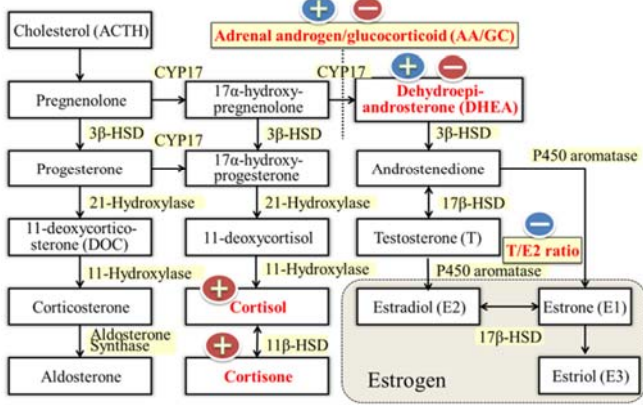 + −
Cholesterol (ACTH)
Adrenal androgen/glucocorticoid (AA/GC)
CYP17
CYP17
+ −
Pregnenolone
17α-hydroxy-
pregnenolone
Dehydroepi-
androsterone (DHEA)
3β-HSD
CYP17
3β-HSD
3β-HSD
P450 aromatase
Progesterone
17α-hydroxy-
progesterone
Androstenedione
21-Hydroxylase
21-Hydroxylase
17β-HSD
−
11-deoxycortico-
sterone (DOC)
11-deoxycortisol
Testosterone (T)
T/E2 ratio
11-Hydroxylase
11-Hydroxylase
P450 aromatase
+
Corticosterone
Cortisol
Estradiol (E2)
Estrone (E1)
Aldosterone
Synthase
+
11β-HSD
17β-HSD
Aldosterone
Cortisone
Estrogen
Estriol (E3)